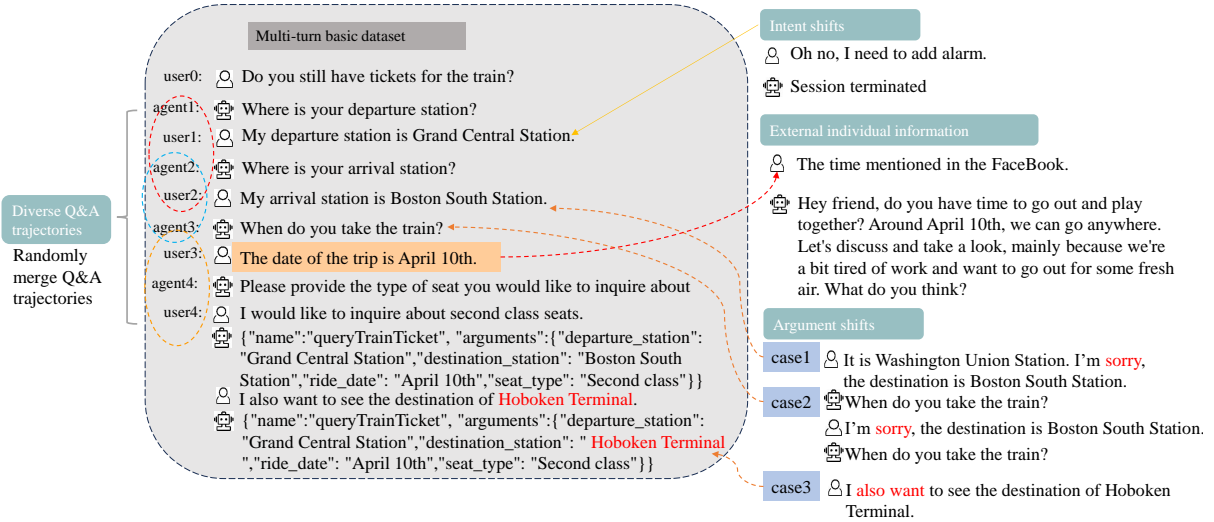 Multi-turn basic dataset
user0: Do you still have tickets for the train?
agent1: Where is your departure station?
user1: My departure station is Grand Central Station.
agent2: Where is your arrival station?
user2: My arrival station is Boston South Station.
agent3: When do you take the train?
user3: The date of the trip is April 10th.
agent4: Please provide the type of seat you would like to inquire about
user4: I would like to inquire about second class seats.
{"name":"queryTrainTicket", "arguments":{"departure_station":
"Grand Central Station","destination_station": "Boston South
Station","ride_date": "April 10th","seat_type": "Second class"}}
I also want to see the destination of Hoboken Terminal.
{"name":"queryTrainTicket", "arguments":{"departure_station":
"Grand Central Station","destination_station": " Hoboken Terminal
","ride_date": "April 10th","seat_type": "Second class"}}
Diverse Q&A
trajectories
Randomly
merge Q&A
trajectories
Intent shifts
Oh no, I need to add alarm.
Session terminated
External individual information
The time mentioned in the FaceBook.
Hey friend, do you have time to go out and play
together? Around April 10th, we can go anywhere.
Let's discuss and take a look, mainly because we're
a bit tired of work and want to go out for some fresh
air. What do you think?
Argument shifts
case1 It is Washington Union Station. I'm sorry,
the destination is Boston South Station.
case2 When do you take the train?
I'm sorry, the destination is Boston South Station.
When do you take the train?
case3 I also want to see the destination of Hoboken
Terminal.